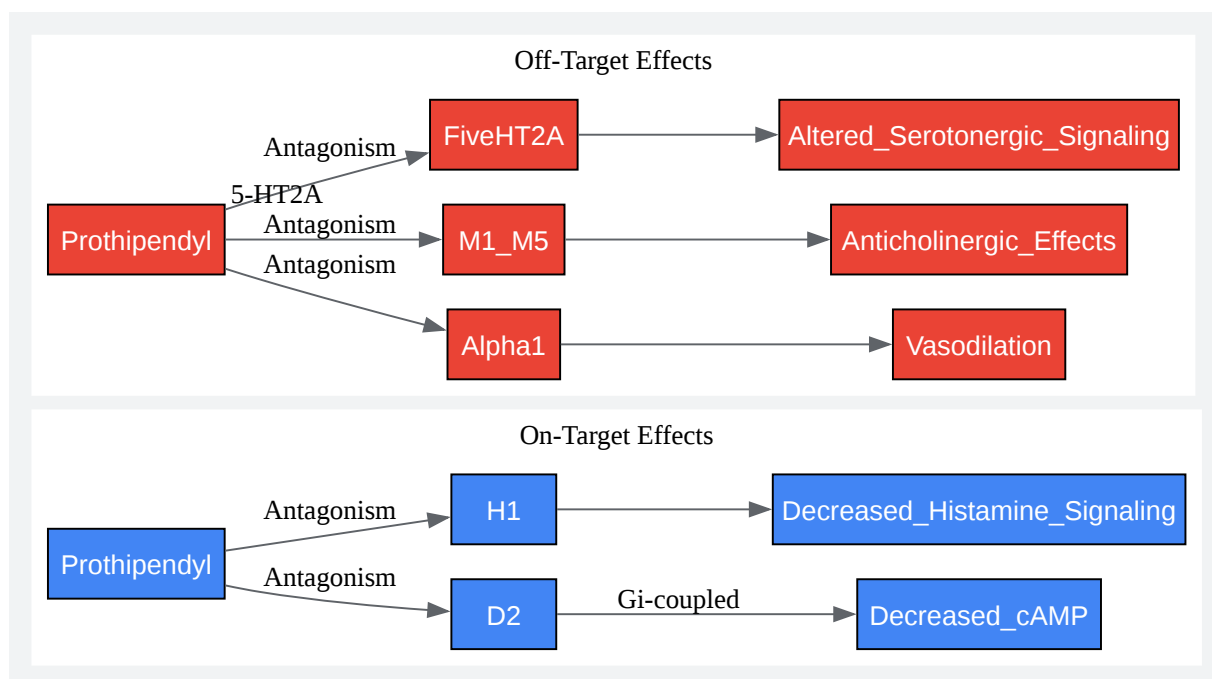 Off-Target Effects
Antagonism
FiveHT2A
Altered_Serotonergic_Signaling
5-HT2A
Prothipendyl
Antagonism
M1_M5
Anticholinergic_Effects
Antagonism
Alpha1
Vasodilation
On-Target Effects
Antagonism
H1
Decreased_Histamine_Signaling
Prothipendyl
Antagonism
D2
Gi-coupled
Decreased_cAMP